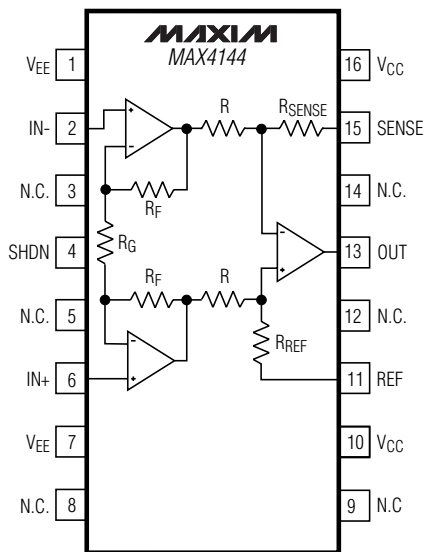 MAXIM
MAX4144
VEE 1
16 VCC
IN- 2
R
RSENSE
15 SENSE
+
-
N.C. 3
RF
14 N.C.
SHDN 4
RG
-
+
13 OUT
RF
R
N.C. 5
12 N.C.
RREF
-
+
IN+ 6
11 REF
VEE 7
10 VCC
N.C. 8
9 N.C